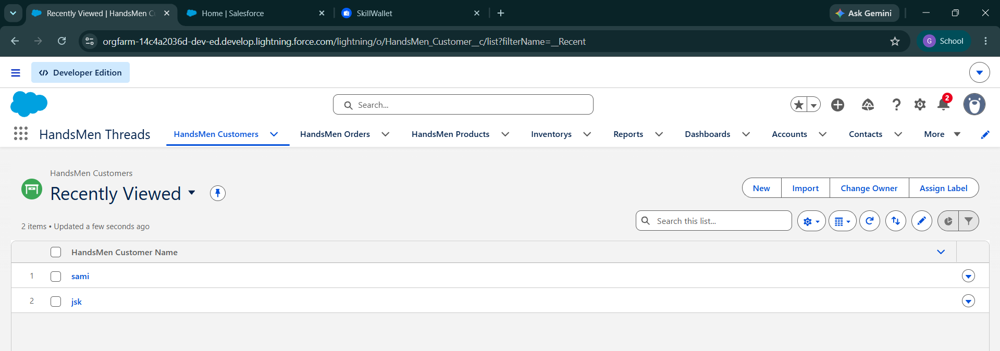 Recently Viewed | HandsMen C
Home | Salesforce
SkillWallet
Ask Gemini
orgfarm-14c4a2036d-dev-ed.develop.lightning.force.com/lightning/o/HandsMen_Customer__c/list?filterName=__Recent
G School
Developer Edition
Search...
2
HandsMen Threads
HandsMen Customers
HandsMen Orders
HandsMen Products
Inventorys
Reports
Dashboards
Accounts
Contacts
More
HandsMen Customers
Recently Viewed
New
Import
Change Owner
Assign Label
2 items • Updated a few seconds ago
Search this list...
HandsMen Customer Name
1 sami
2 jsk